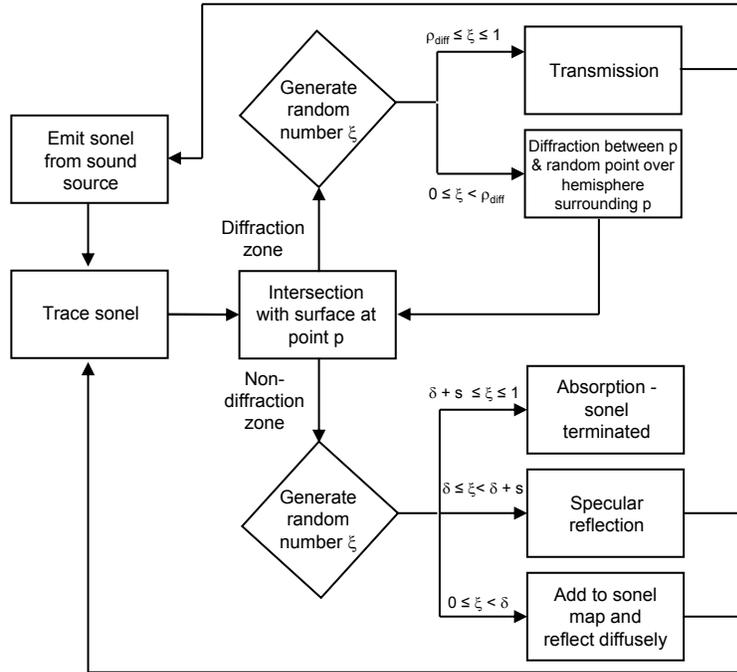 Emit sonel
from sound
source
Trace sonel
Generate
random
number ξ
ρdiff ≤ ξ ≤ 1
Transmission
0 ≤ ξ < ρdiff
Diffraction between p
& random point over
hemisphere
surrounding p
Diffraction
zone
Intersection
with surface at
point p
Non-
diffraction
zone
Generate
random
number ξ
δ + s ≤ ξ ≤ 1
Absorption -
sonel
terminated
δ ≤ ξ< δ + s
Specular
reflection
0 ≤ ξ < δ
Add to sonel
map and
reflect diffusely